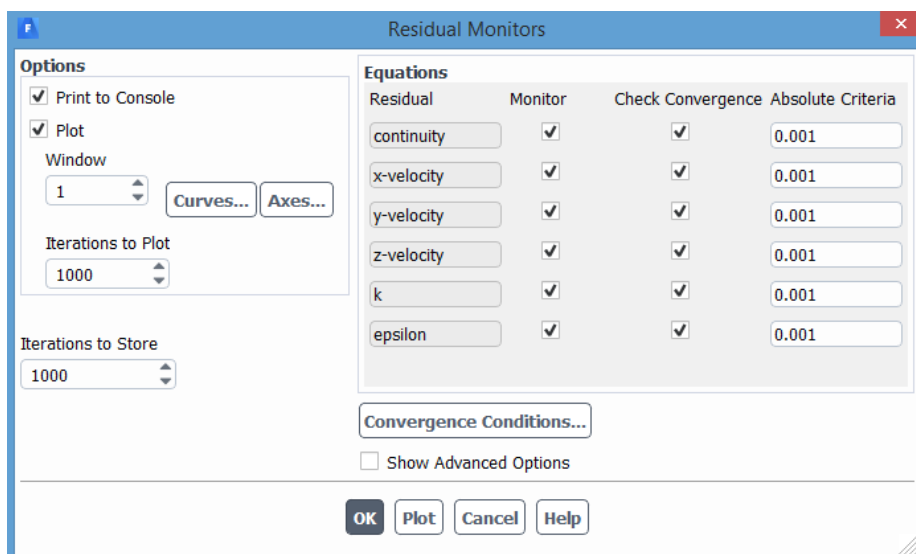 F
Residual Monitors
Options
Print to Console
Plot
Window
1
Curves... Axes...
Iterations to Plot
1000
Iterations to Store
1000
Equations
Residual Monitor Check Convergence Absolute Criteria
continuity 0.001
x-velocity 0.001
y-velocity 0.001
z-velocity 0.001
k 0.001
epsilon 0.001
Convergence Conditions...
Show Advanced Options
OK Plot Cancel Help